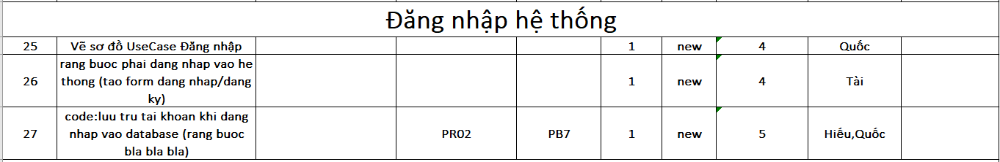 Đăng nhập hệ thống
25 Vẽ sơ đồ UseCase Đăng nhập 1 new 4 Quốc
rang buoc phai dang nhap vao he
26 thong (tao form dang nhap/dang 1 new 4 Tài
ky)
code:luu tru tai khoan khi dang
27 nhap vao database (rang buoc PR02 PB7 1 new 5 Hiếu,Quốc
bla bla bla)